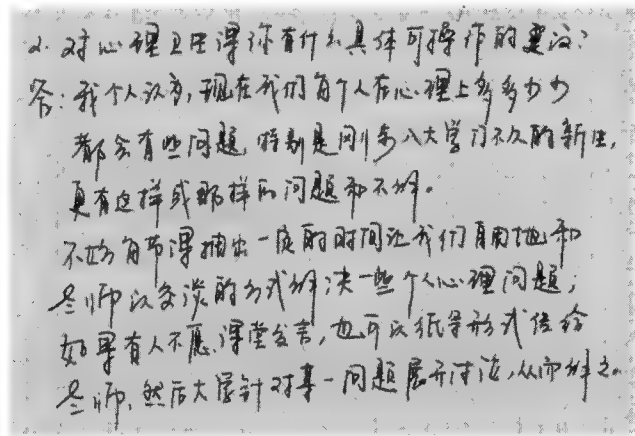 2. 对心理卫生课你有什么具体可操作的建议?
答:我个人认为,现在我们每个人在心理上多多少少
都会有些问题,特别是刚步入大学门不久的新生,
更有这样或那样的问题和不解。
不妨每节课抽出一定的时间让我们自由地和
老师以交谈的方式解决一些个人心理问题;
如果有人不愿课堂发言,也可以纸条形式传给
老师,然后大家针对某一问题展开讨论,从而解之。